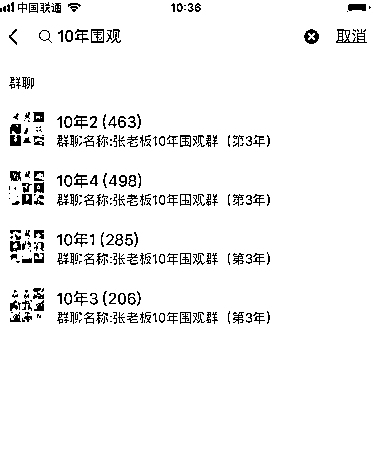 中国联通 10:36
10年围观 取消
群聊
10年2 (463)
群聊名称:张老板10年围观群（第3年）
10年4 (498)
群聊名称:张老板10年围观群（第3年）
10年1 (285)
群聊名称:张老板10年围观群（第3年）
10年3 (206)
群聊名称:张老板10年围观群（第3年）